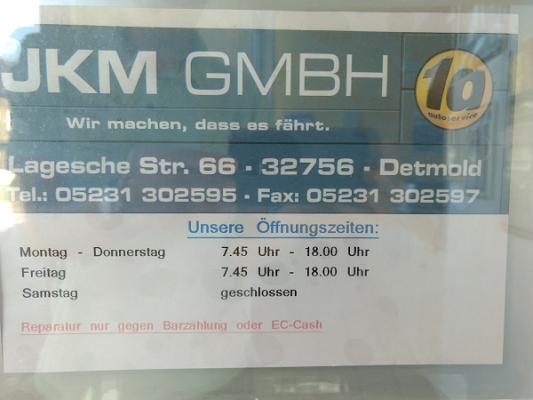 JKM GMBH
1a
autoservice
Wir machen, dass es fährt.
Lagesche Str. 66 · 32756 · Detmold
Tel.: 05231 302595 · Fax: 05231 302597
Unsere Öffnungszeiten:
Montag - Donnerstag 7.45 Uhr - 18.00 Uhr
Freitag 7.45 Uhr - 18.00 Uhr
Samstag geschlossen
Reparatur nur gegen Barzahlung oder EC-Cash